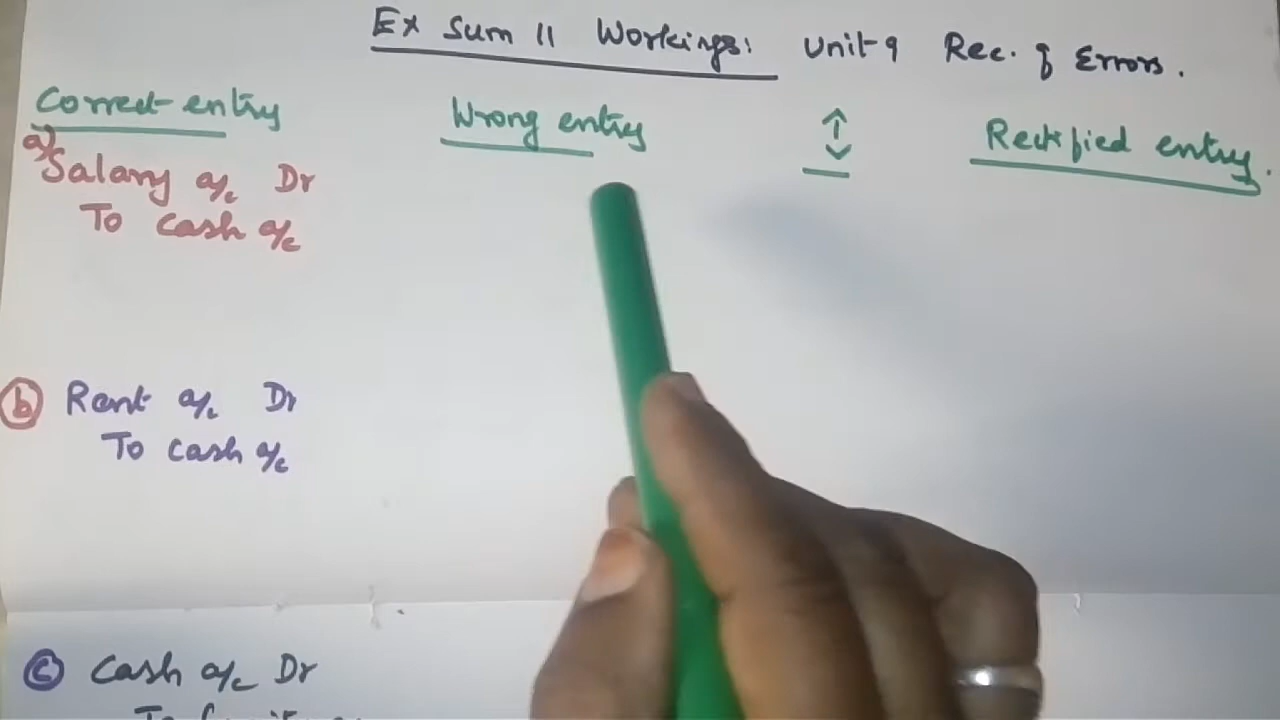 Ex Sum 11 Workings: Unit-9 Rec. of Errors.
Correct entry Wrong entry ↑↓ Rectified entry.
a) Salary a/c Dr
To cash a/c
b Rent a/c Dr
To cash a/c
c Cash a/c Dr
To